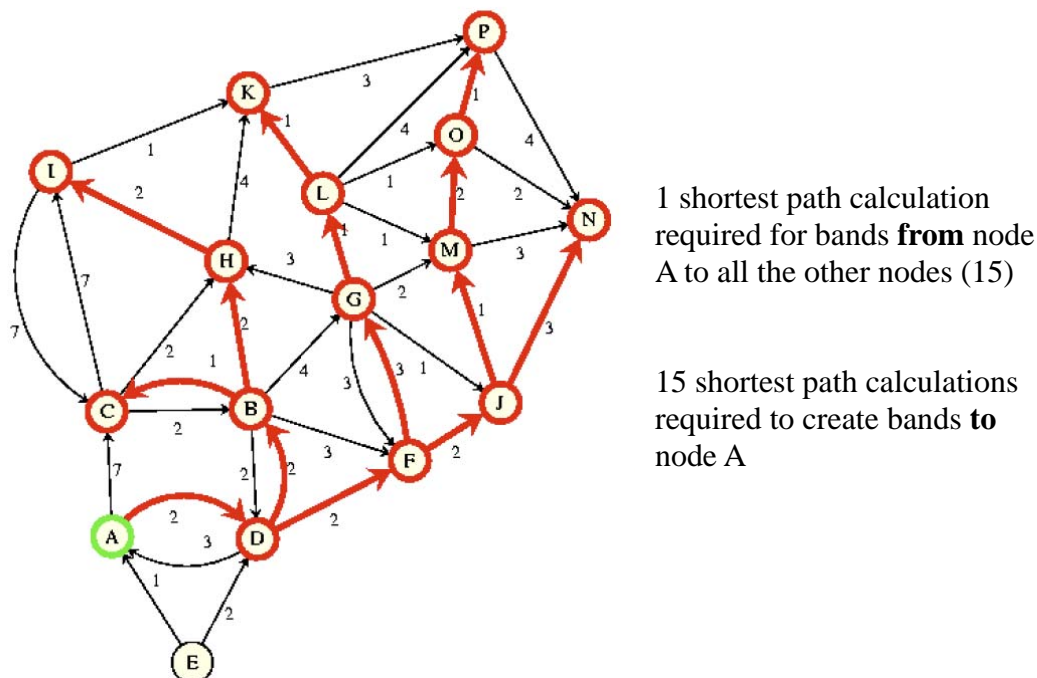 P
3
K
1
1
4
O
4
I
1
2
4
L
1
2
2
N
1
1
M
3
H
3
2
7
G
7
2
2
1
4
3
3
1
1
3
C
2
B
3
J
2
F
2
7
2
2
2
A
3
D
1
2
E
1 shortest path calculation
required for bands from node
A to all the other nodes (15)
15 shortest path calculations
required to create bands to
node A